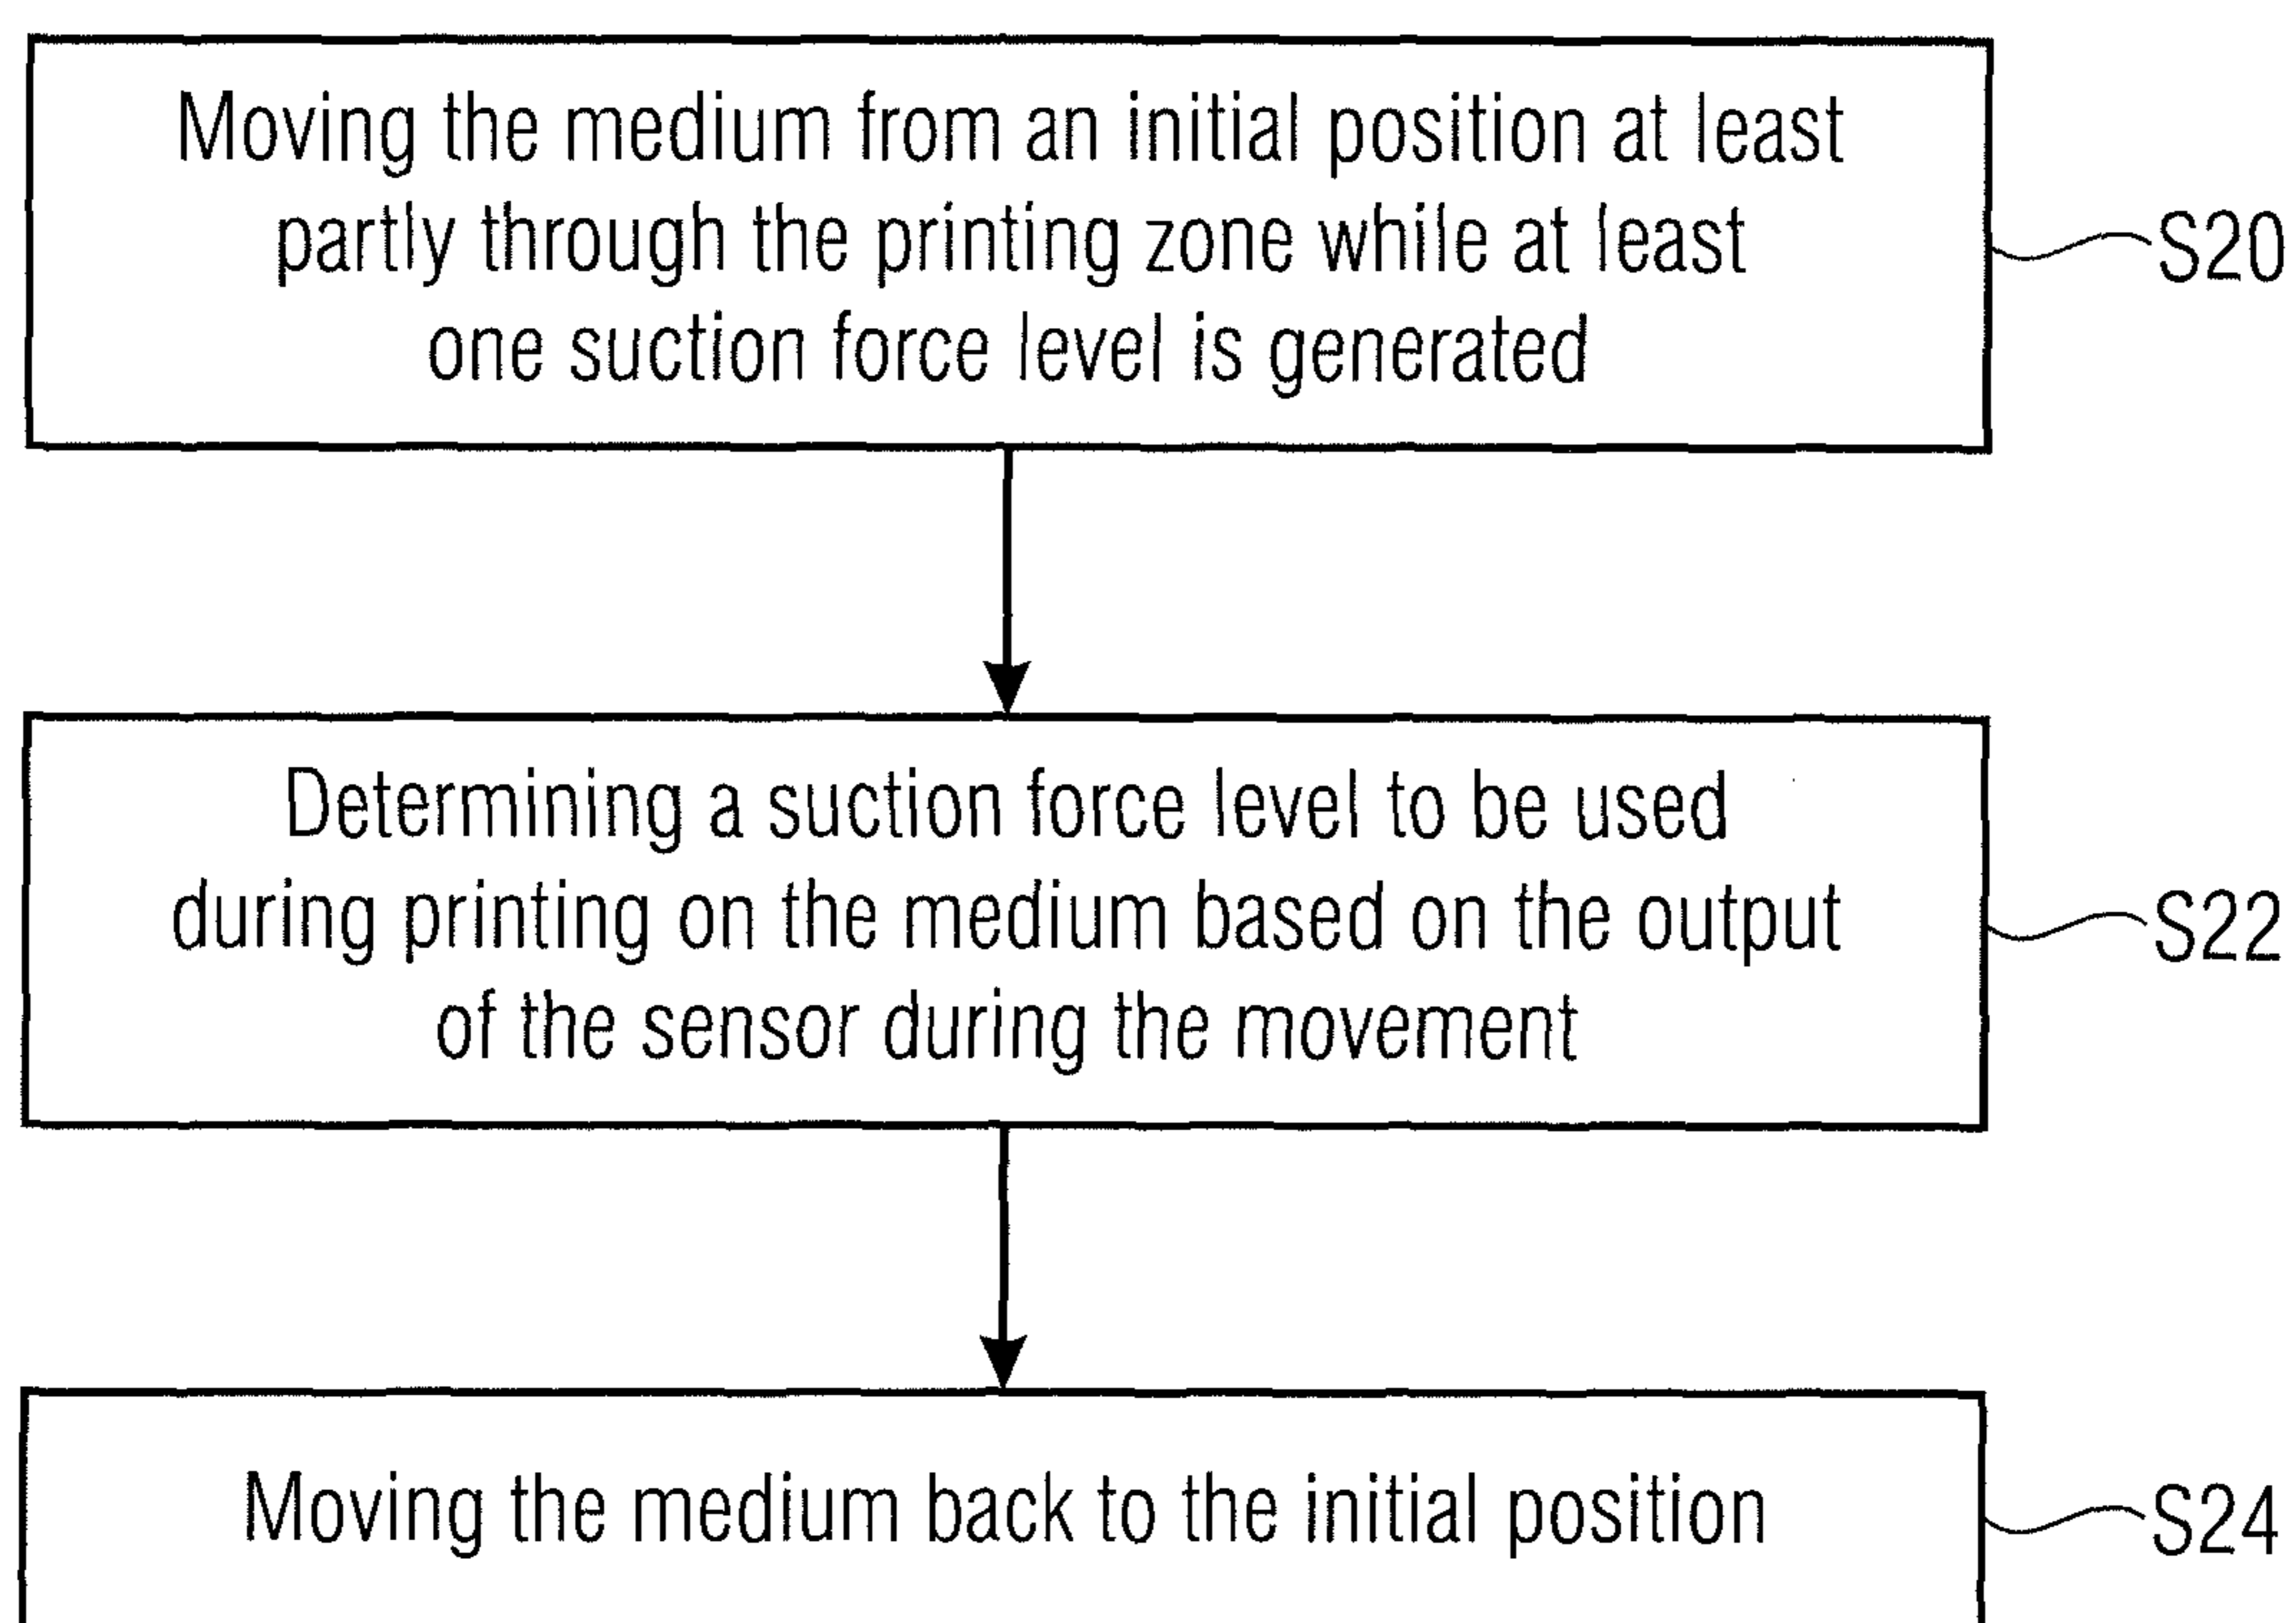 Moving the medium from an initial position at least
partly through the printing zone while at least
one suction force level is generated
S20
Determining a suction force level to be used
during printing on the medium based on the output
of the sensor during the movement
S22
Moving the medium back to the initial position
S24